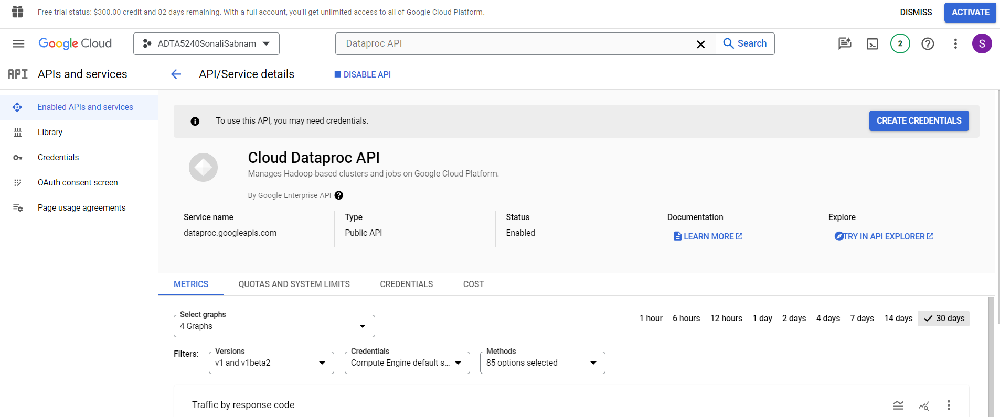 Free trial status: $300.00 credit and 82 days remaining. With a full account, you'll get unlimited access to all of Google Cloud Platform.
DISMISS
ACTIVATE
Google Cloud
ADTA5240SonaliSabnam
Dataproc API
Search
2
S
API
APIs and services
API/Service details
DISABLE API
Enabled APIs and services
Library
Credentials
OAuth consent screen
Page usage agreements
To use this API, you may need credentials.
CREATE CREDENTIALS
Cloud Dataproc API
Manages Hadoop-based clusters and jobs on Google Cloud Platform.
By Google Enterprise API
Service name
dataproc.googleapis.com
Type
Public API
Status
Enabled
Documentation
LEARN MORE
Explore
TRY IN API EXPLORER
METRICS
QUOTAS AND SYSTEM LIMITS
CREDENTIALS
COST
Select graphs
4 Graphs
1 hour
6 hours
12 hours
1 day
2 days
4 days
7 days
14 days
30 days
Filters:
Versions
v1 and v1beta2
Credentials
Compute Engine default s...
Methods
85 options selected
Traffic by response code